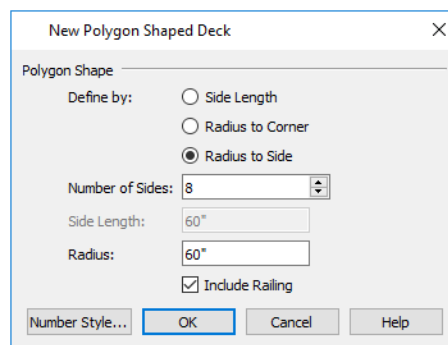 New Polygon Shaped Deck
Polygon Shape
Define by:
Side Length
Radius to Corner
Radius to Side
Number of Sides: 8
Side Length: 60"
Radius: 60"
Include Railing
Number Style... OK Cancel Help